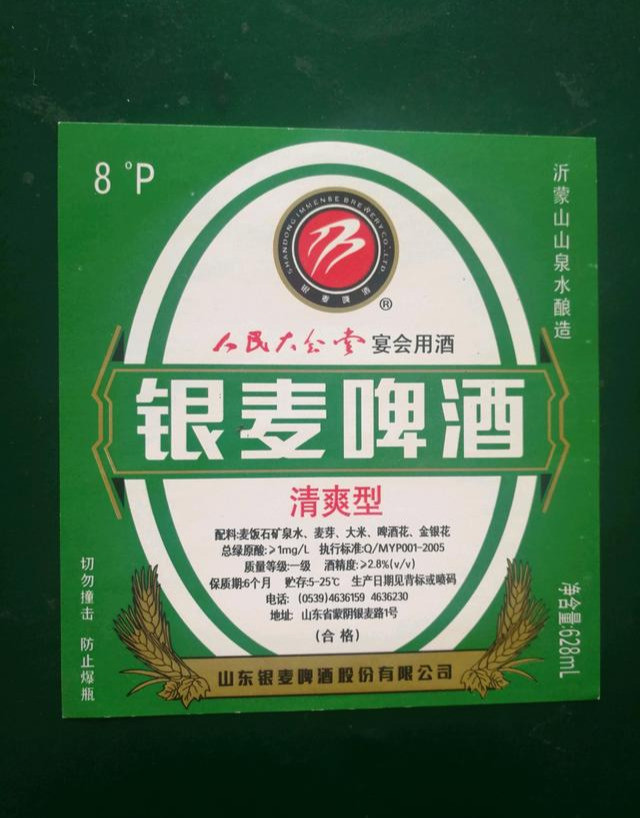 8°P
沂蒙山山泉水酿造
SHANDONG IMMENSE BREWERY CO.,LTD
®
人民大会堂 宴会用酒
银麦啤酒
清爽型
配料:麦饭石矿泉水、麦芽、大米、啤酒花、金银花
总绿原酸:≥1mg/L 执行标准:Q/MYP001-2005
质量等级:一级 酒精度:≥2.8%(v/v)
保质期:6个月 贮存:5-25℃ 生产日期见背标或喷码
电话: (0539)4636159 4636230
地址: 山东省蒙阴银麦路1号
(合格)
切勿撞击 防止爆瓶
净含量:628mL
山东银麦啤酒股份有限公司